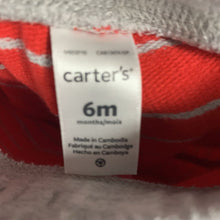 carter's®
6m
months/mois
Made in Cambodia
Fabriqué au Cambodge
Hecho en Camboya